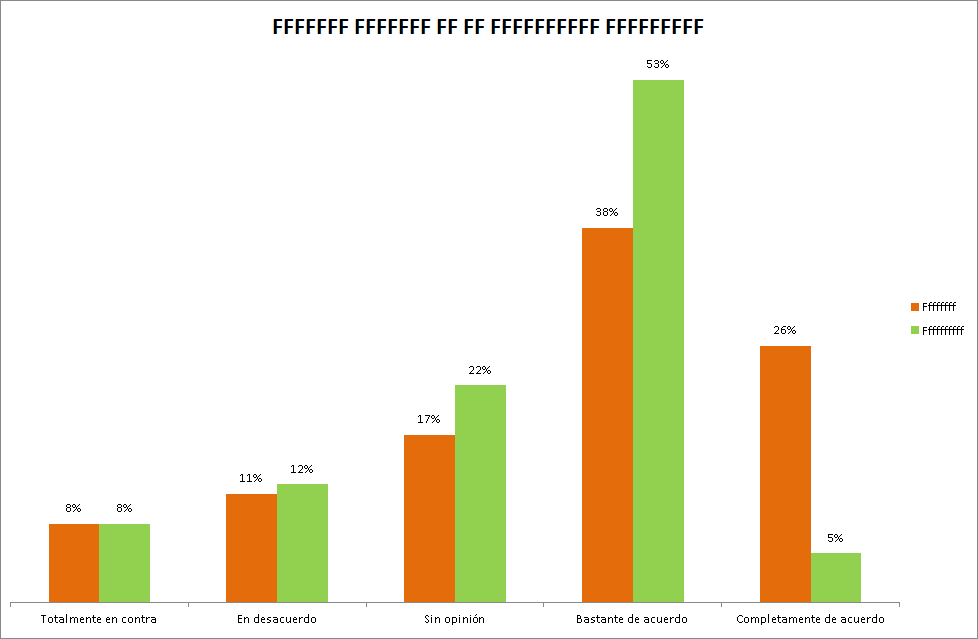 FFFFFFF FFFFFFF FF FF FFFFFFFFFF FFFFFFFFF
53%
38%
26%
22%
17%
11%
12%
8%
8%
5%
Totalmente en contra
En desacuerdo
Sin opinión
Bastante de acuerdo
Completamente de acuerdo
Ffffffff
Ffffffffff